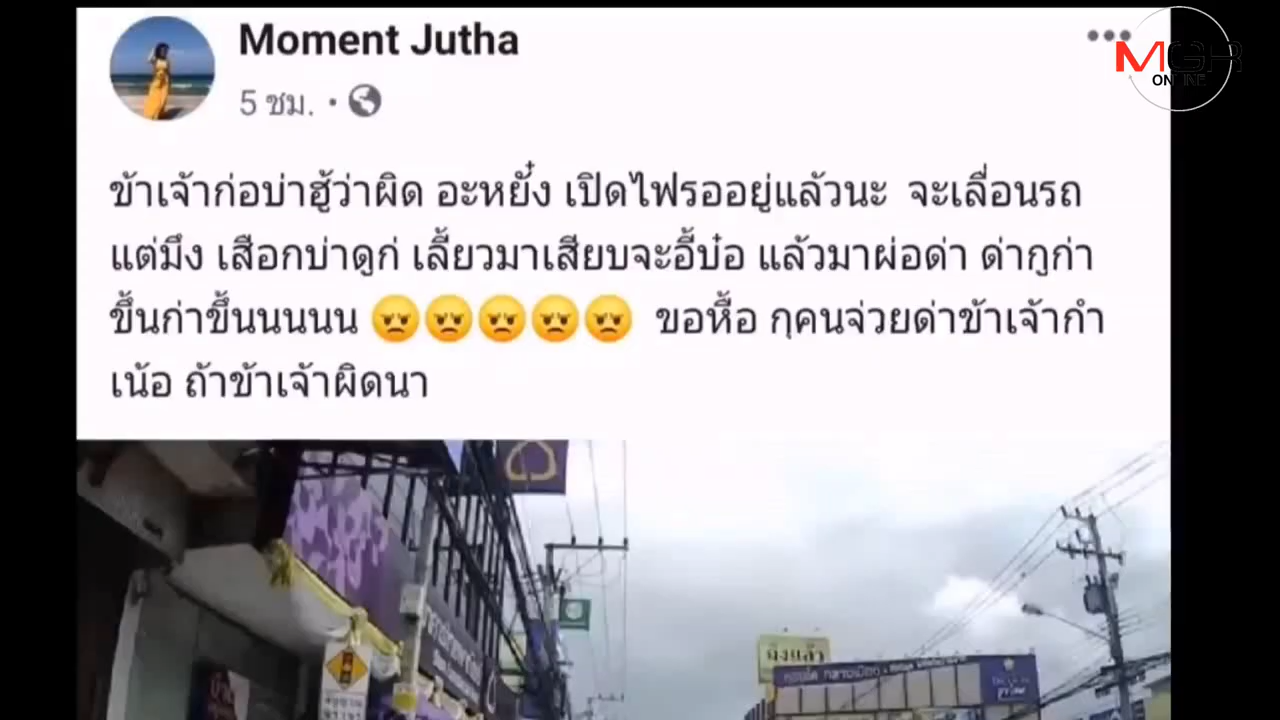 Moment Jutha
MGR
ONLINE
5 ชม.
ข้าเจ้าก่อบ่าฮู้ว่าผิด อะหยั๋ง เปิดไฟรออยู่แล้วนะ จะเลื่อนรถ
แต่มึง เสือกบ่าดูก่ เลี้ยวมาเสียบจะอี้บ๋อ แล้วมาผ่อด่า ด่ากูก่า
ขึ้นก่าขึ้นนนนน 😠😠😠😠😠 ขอหื้อ กุคนจ่วยด่าข้าเจ้ากำ
เน้อ ถ้าข้าเจ้าผิดนา